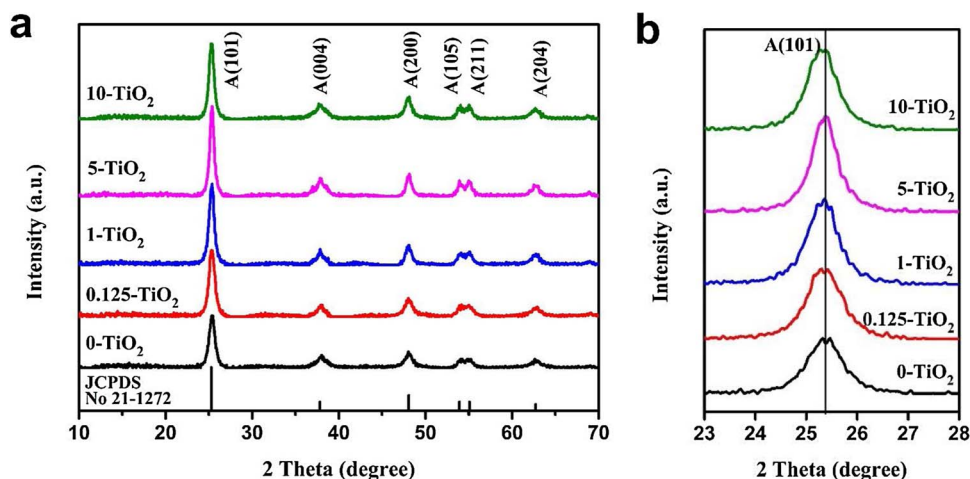 a
A(101)
A(004)
A(200)
A(105)
A(211)
A(204)
10-TiO₂
5-TiO₂
1-TiO₂
0.125-TiO₂
0-TiO₂
JCPDS
No 21-1272
Intensity (a.u.)
10 20 30 40 50 60 70
2 Theta (degree)
b
A(101)
10-TiO₂
5-TiO₂
1-TiO₂
0.125-TiO₂
0-TiO₂
Intensity (a.u.)
23 24 25 26 27 28
2 Theta (degree)